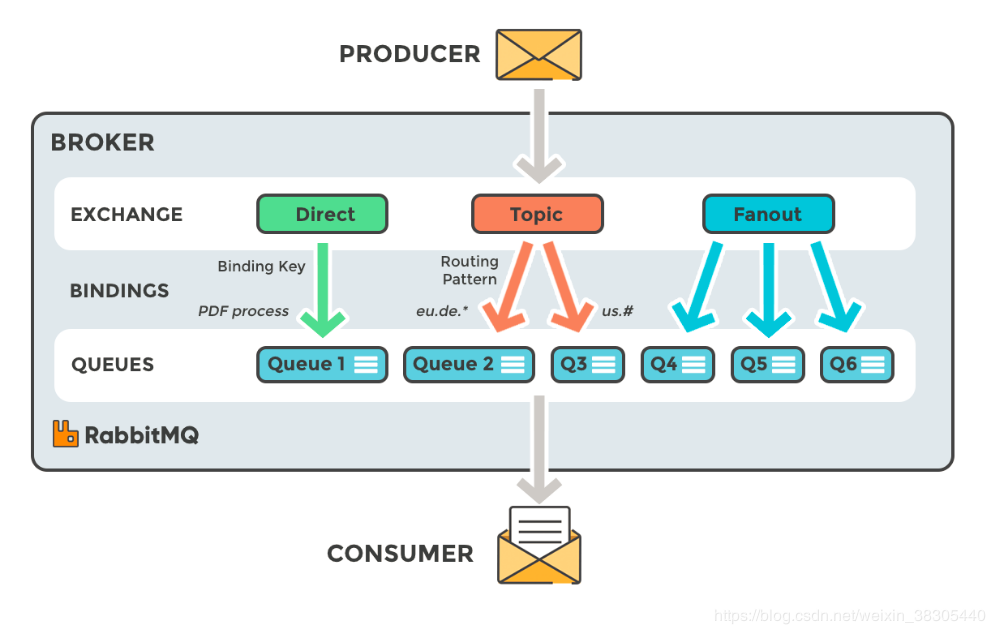 PRODUCER
BROKER
EXCHANGE
Direct
Topic
Fanout
Binding Key
Routing
Pattern
BINDINGS
PDF process
eu.de.*
us.#
QUEUES
Queue 1
Queue 2
Q3
Q4
Q5
Q6
RabbitMQ
CONSUMER
https://blog.csdn.net/weixin_38305440